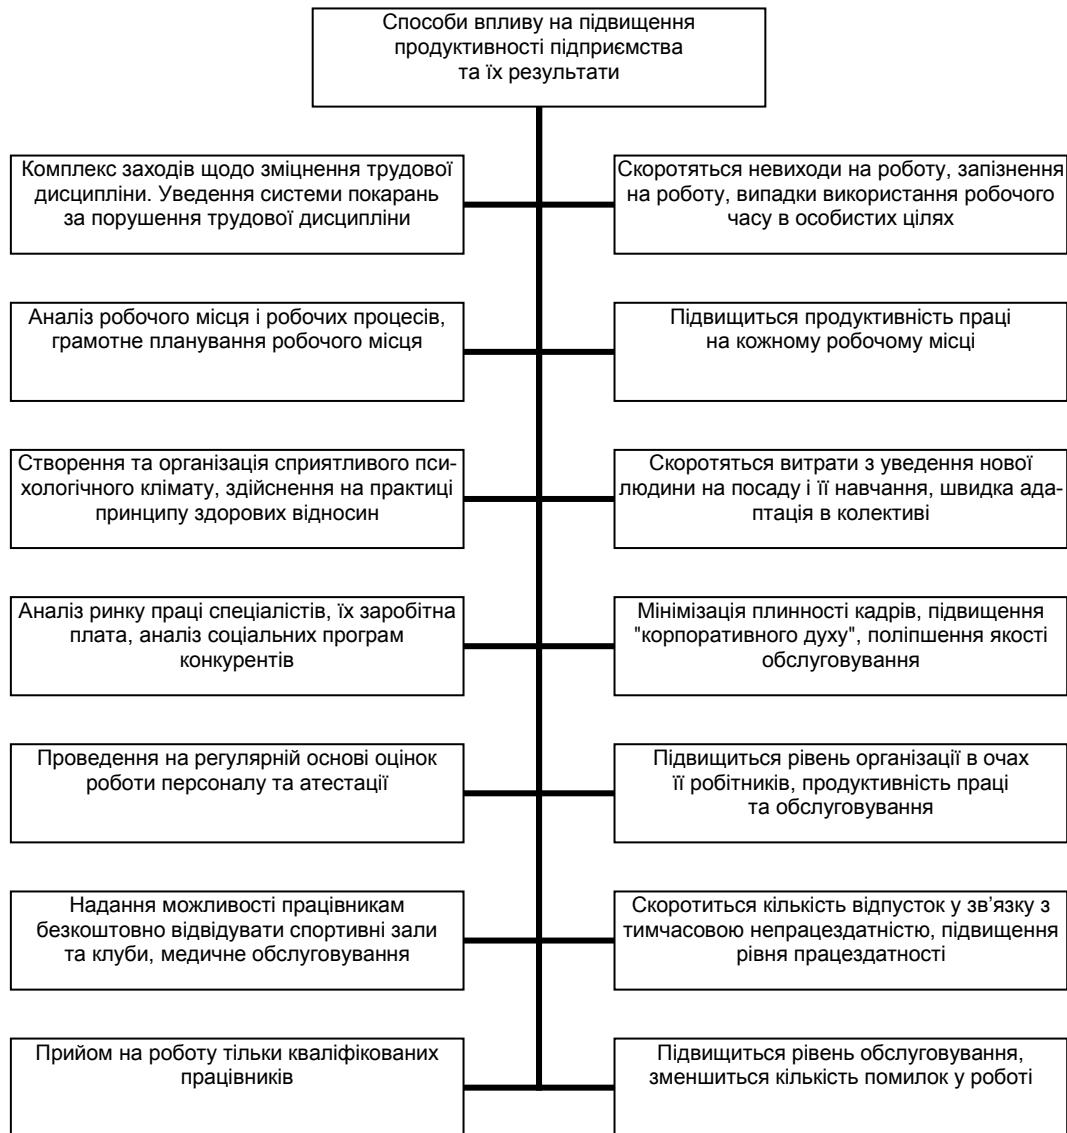 Способи впливу на підвищення
продуктивності підприємства
та їх результати
Комплекс заходів щодо зміцнення трудової
дисципліни. Уведення системи покарань
за порушення трудової дисципліни
Скоротяться невиходи на роботу, запізнення
на роботу, випадки використання робочого
часу в особистих цілях
Аналіз робочого місця і робочих процесів,
грамотне планування робочого місця
Підвищиться продуктивність праці
на кожному робочому місці
Створення та організація сприятливого пси-
хологічного клімату, здійснення на практиці
принципу здорових відносин
Скоротяться витрати з уведення нової
людини на посаду і її навчання, швидка ада-
птація в колективі
Аналіз ринку праці спеціалістів, їх заробітна
плата, аналіз соціальних програм
конкурентів
Мінімізація плинності кадрів, підвищення
"корпоративного духу", поліпшення якості
обслуговування
Проведення на регулярній основі оцінок
роботи персоналу та атестації
Підвищиться рівень організації в очах
її робітників, продуктивність праці
та обслуговування
Надання можливості працівникам
безкоштовно відвідувати спортивні зали
та клуби, медичне обслуговування
Скоротиться кількість відпусток у зв’язку з
тимчасовою непрацездатністю, підвищення
рівня працездатності
Прийом на роботу тільки кваліфікованих
працівників
Підвищиться рівень обслуговування,
зменшиться кількість помилок у роботі